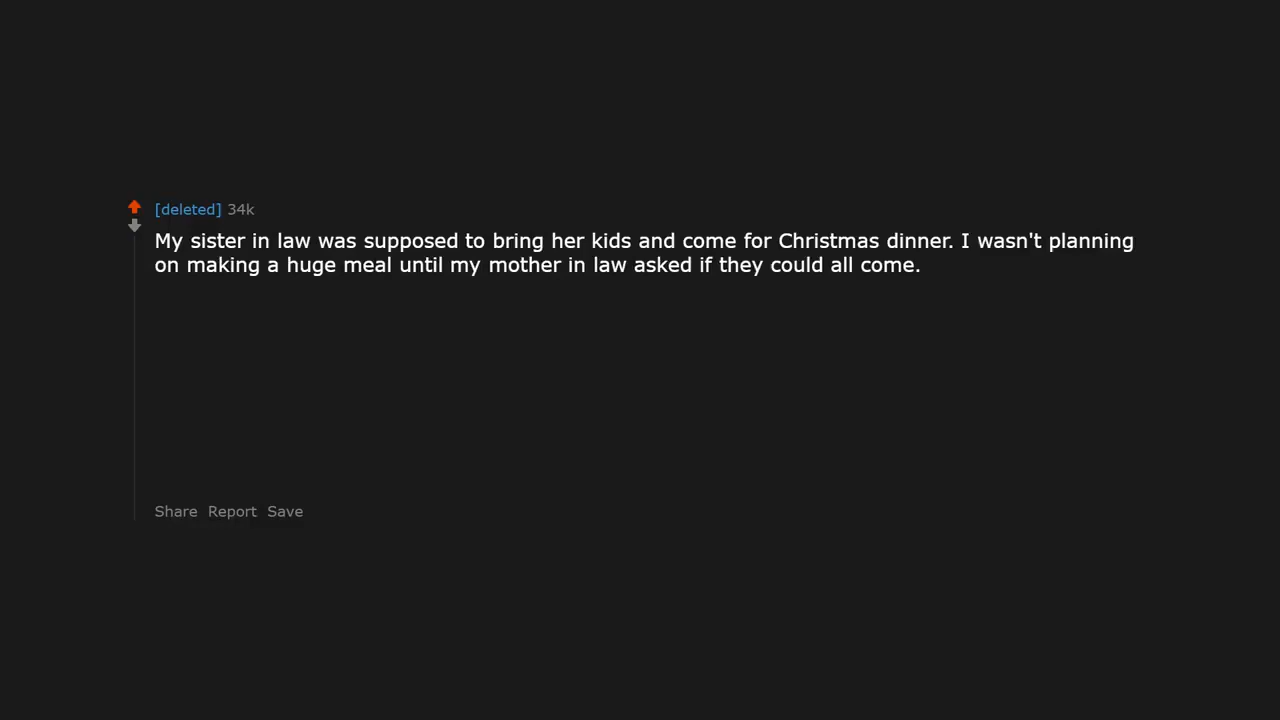 [deleted] 34k
My sister in law was supposed to bring her kids and come for Christmas dinner. I wasn't planning
on making a huge meal until my mother in law asked if they could all come.
Share Report Save